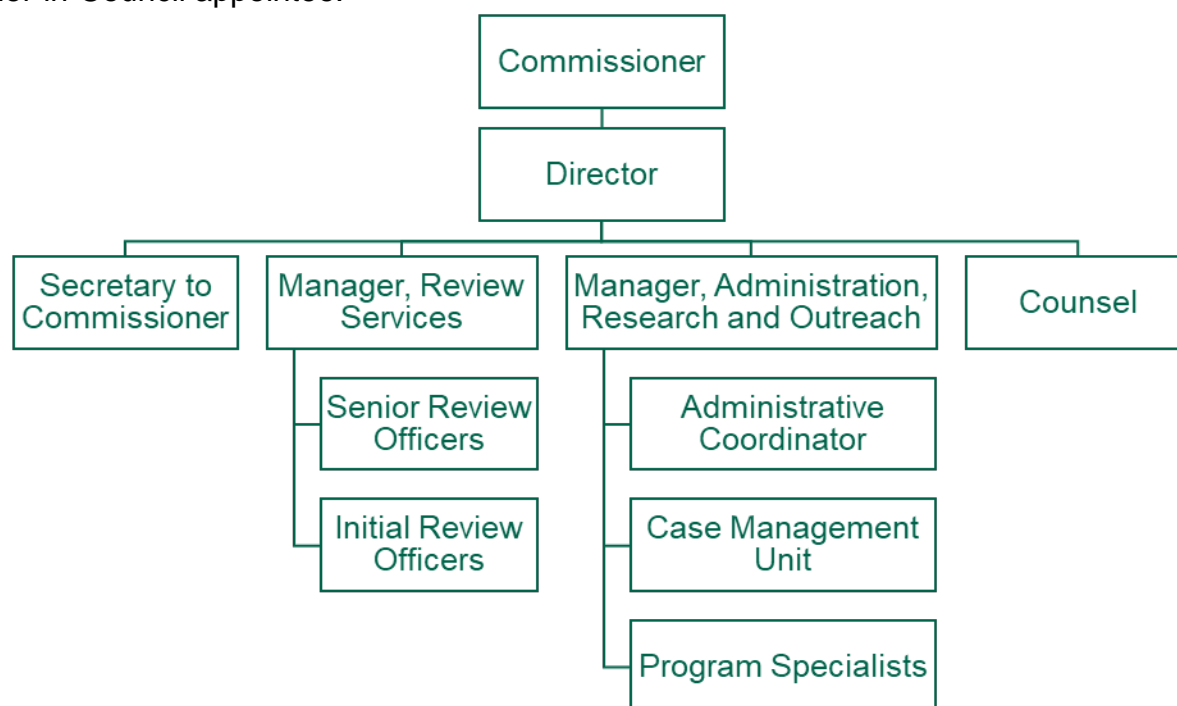 Commissioner
Director
Secretary to
Commissioner
Manager, Review
Services
Manager, Administration,
Research and Outreach
Counsel
Senior Review
Officers
Initial Review
Officers
Administrative
Coordinator
Case Management
Unit
Program Specialists